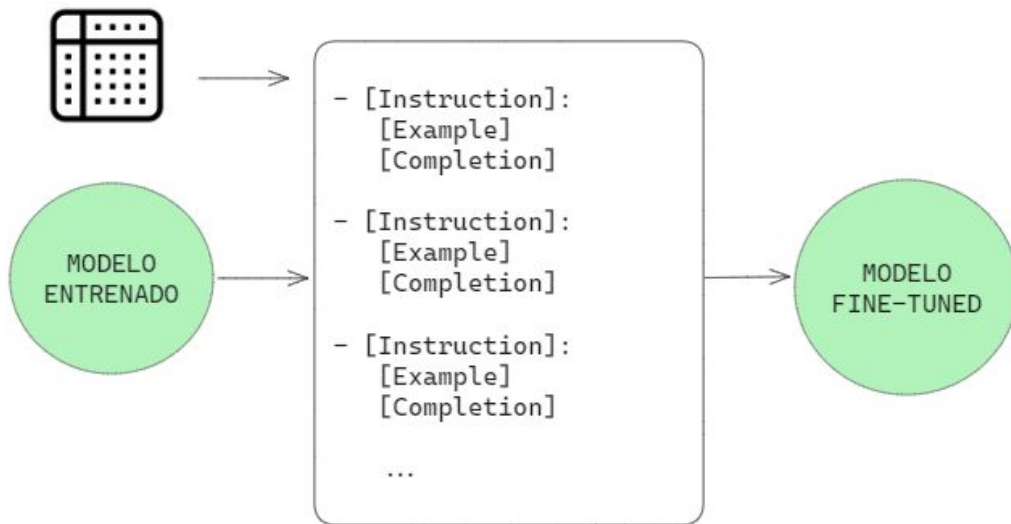 - [Instruction]:
[Example]
[Completion]
- [Instruction]:
[Example]
[Completion]
- [Instruction]:
[Example]
[Completion]
...
MODELO
ENTRENADO
MODELO
FINE-TUNED